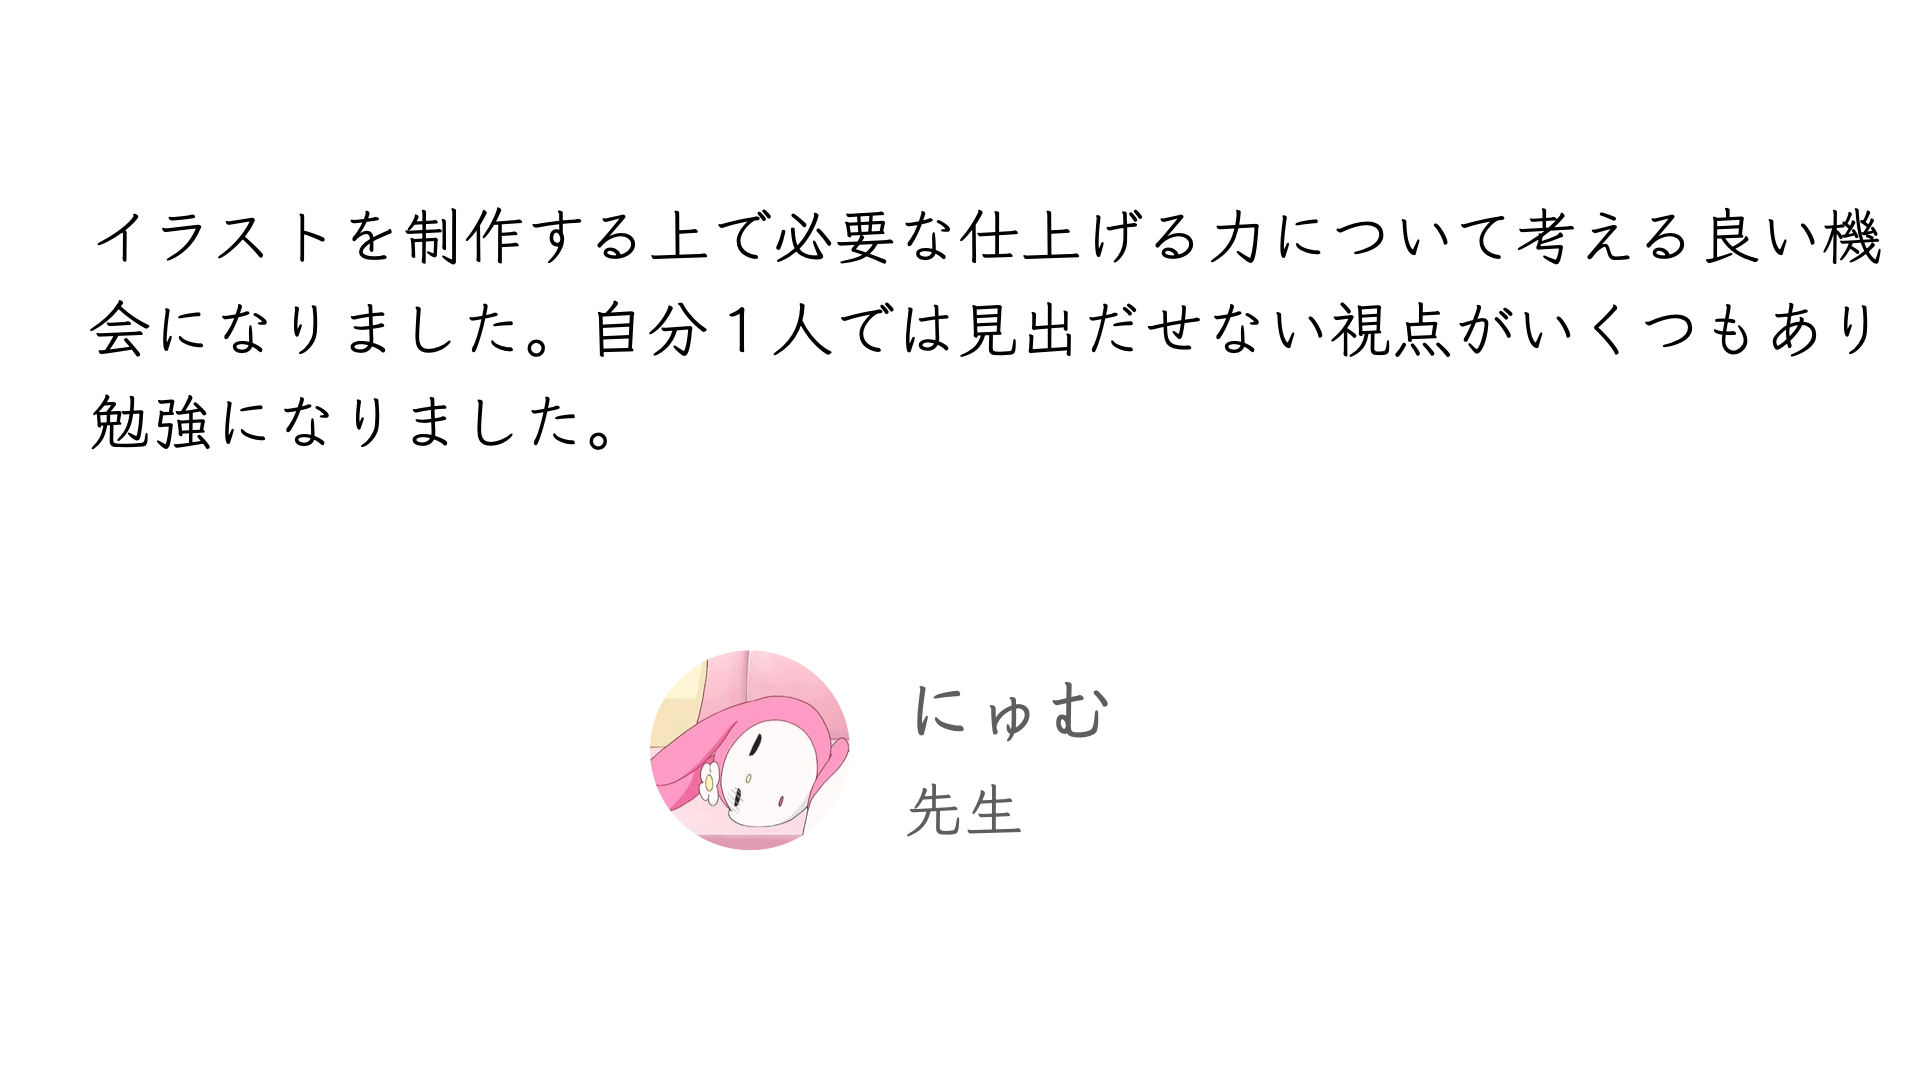 イラストを制作する上で必要な仕上げる力について考える良い機
会になりました。自分１人では見出だせない視点がいくつもあり
勉強になりました。
にゅむ
先生